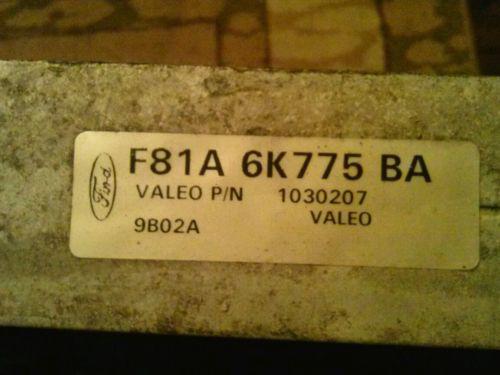 Ford
F81A 6K775 BA
VALEO P/N 1030207
VALEO
9B02A